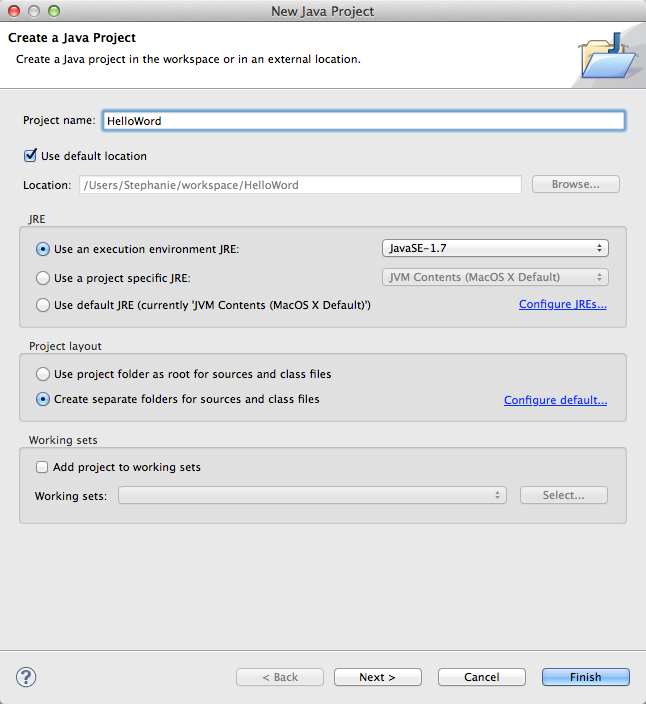 New Java Project
Create a Java Project
Create a Java project in the workspace or in an external location.
Project name: HelloWord
Use default location
Location: /Users/Stephanie/workspace/HelloWord Browse...
JRE
Use an execution environment JRE: JavaSE-1.7
Use a project specific JRE: JVM Contents (MacOS X Default)
Use default JRE (currently 'JVM Contents (MacOS X Default)') Configure JREs...
Project layout
Use project folder as root for sources and class files
Create separate folders for sources and class files Configure default...
Working sets
Add project to working sets
Working sets: Select...
? < Back Next > Cancel Finish